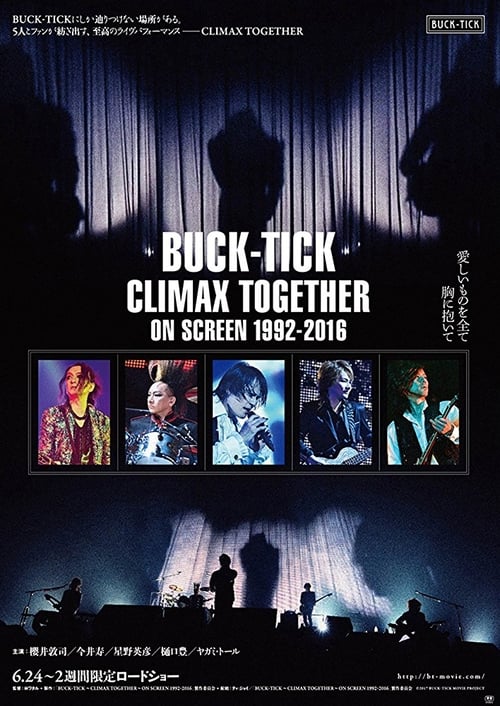 BUCK-TICKにしか辿りつけない場所がある。
5人とファンが紡ぎ出す、至高のライヴパフォーマンス——CLIMAX TOGETHER
BUCK-TICK
BUCK-TICK
CLIMAX TOGETHER
ON SCREEN 1992-2016
愛しいものを全て
胸に抱いて
主演：櫻井敦司／今井寿／星野英彦／樋口豊／ヤガミ・トール
6.24〜2週間限定ロードショー
http://bt-movie.com/